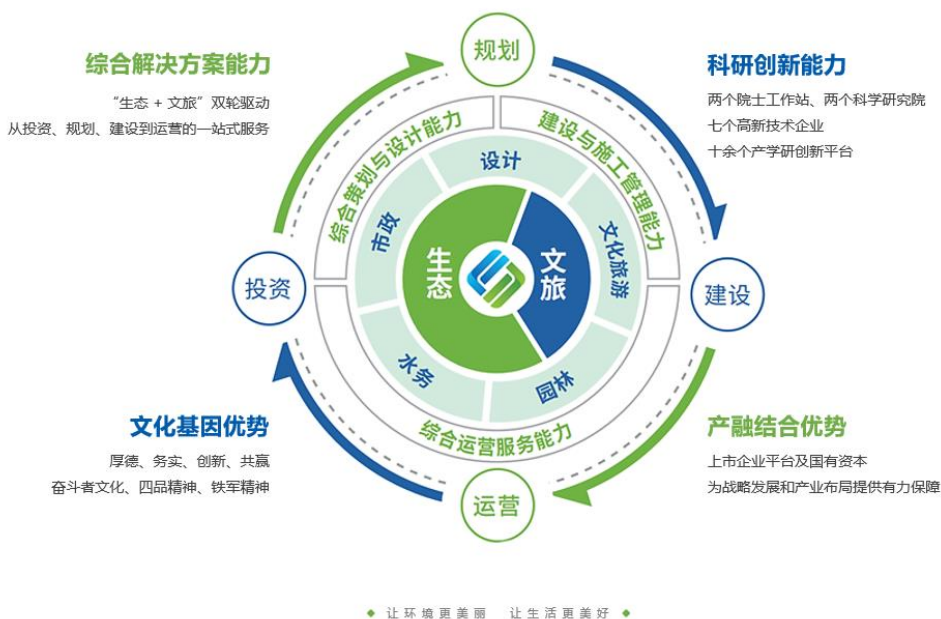 规划
综合解决方案能力
“生态 + 文旅”双轮驱动
从投资、规划、建设到运营的一站式服务
科研创新能力
两个院士工作站、两个科学研究院
七个高新技术企业
十余个产学研创新平台
综合策划与设计能力
建设与施工管理能力
设计
市政
文化旅游
生态
文旅
投资
建设
水务
园林
综合运营服务能力
文化基因优势
厚德、务实、创新、共赢
奋斗者文化、四品精神、铁军精神
产融结合优势
上市企业平台及国有资本
为战略发展和产业布局提供有力保障
运营
让环境更美丽 让生活更美好